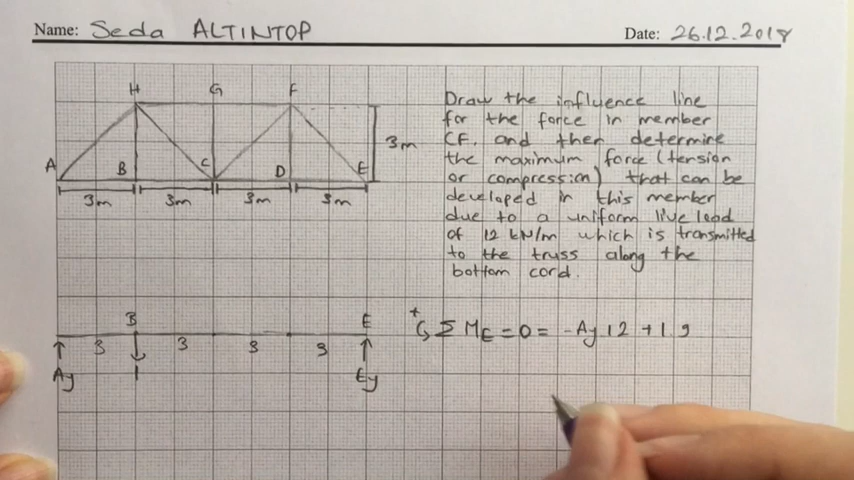 Name: Seda ALTINTOP
Date: 26.12.2018
H G F
A B C D E
3m
3m 3m 3m 3m
Draw the influence line
for the force in member
CF, and then determine
the maximum force (tension
or compression) that can be
developed in this member
due to a uniform live load
of 12 kN/m which is transmitted
to the truss along the
bottom cord.
B E
3 3 3 3
Ay 1 Ey
+ ↺ Σ ME = 0 = -Ay 12 + 1.9